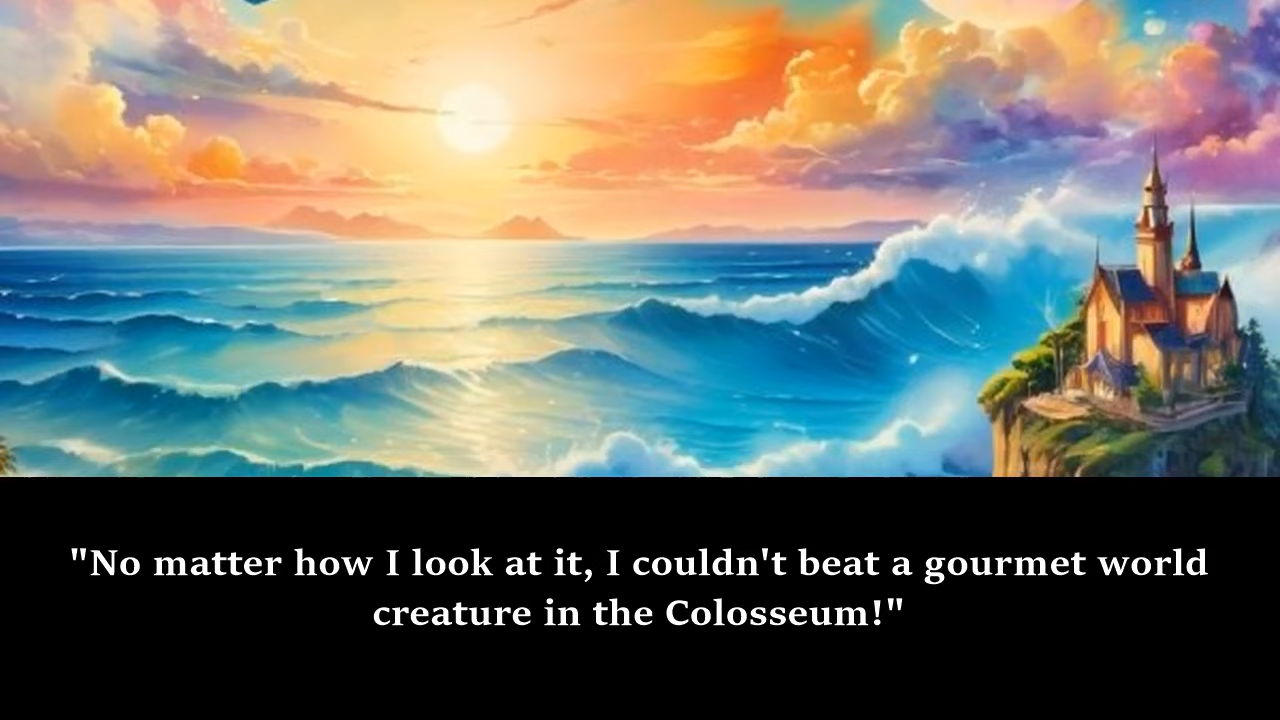 "No matter how I look at it, I couldn't beat a gourmet world
creature in the Colosseum!"